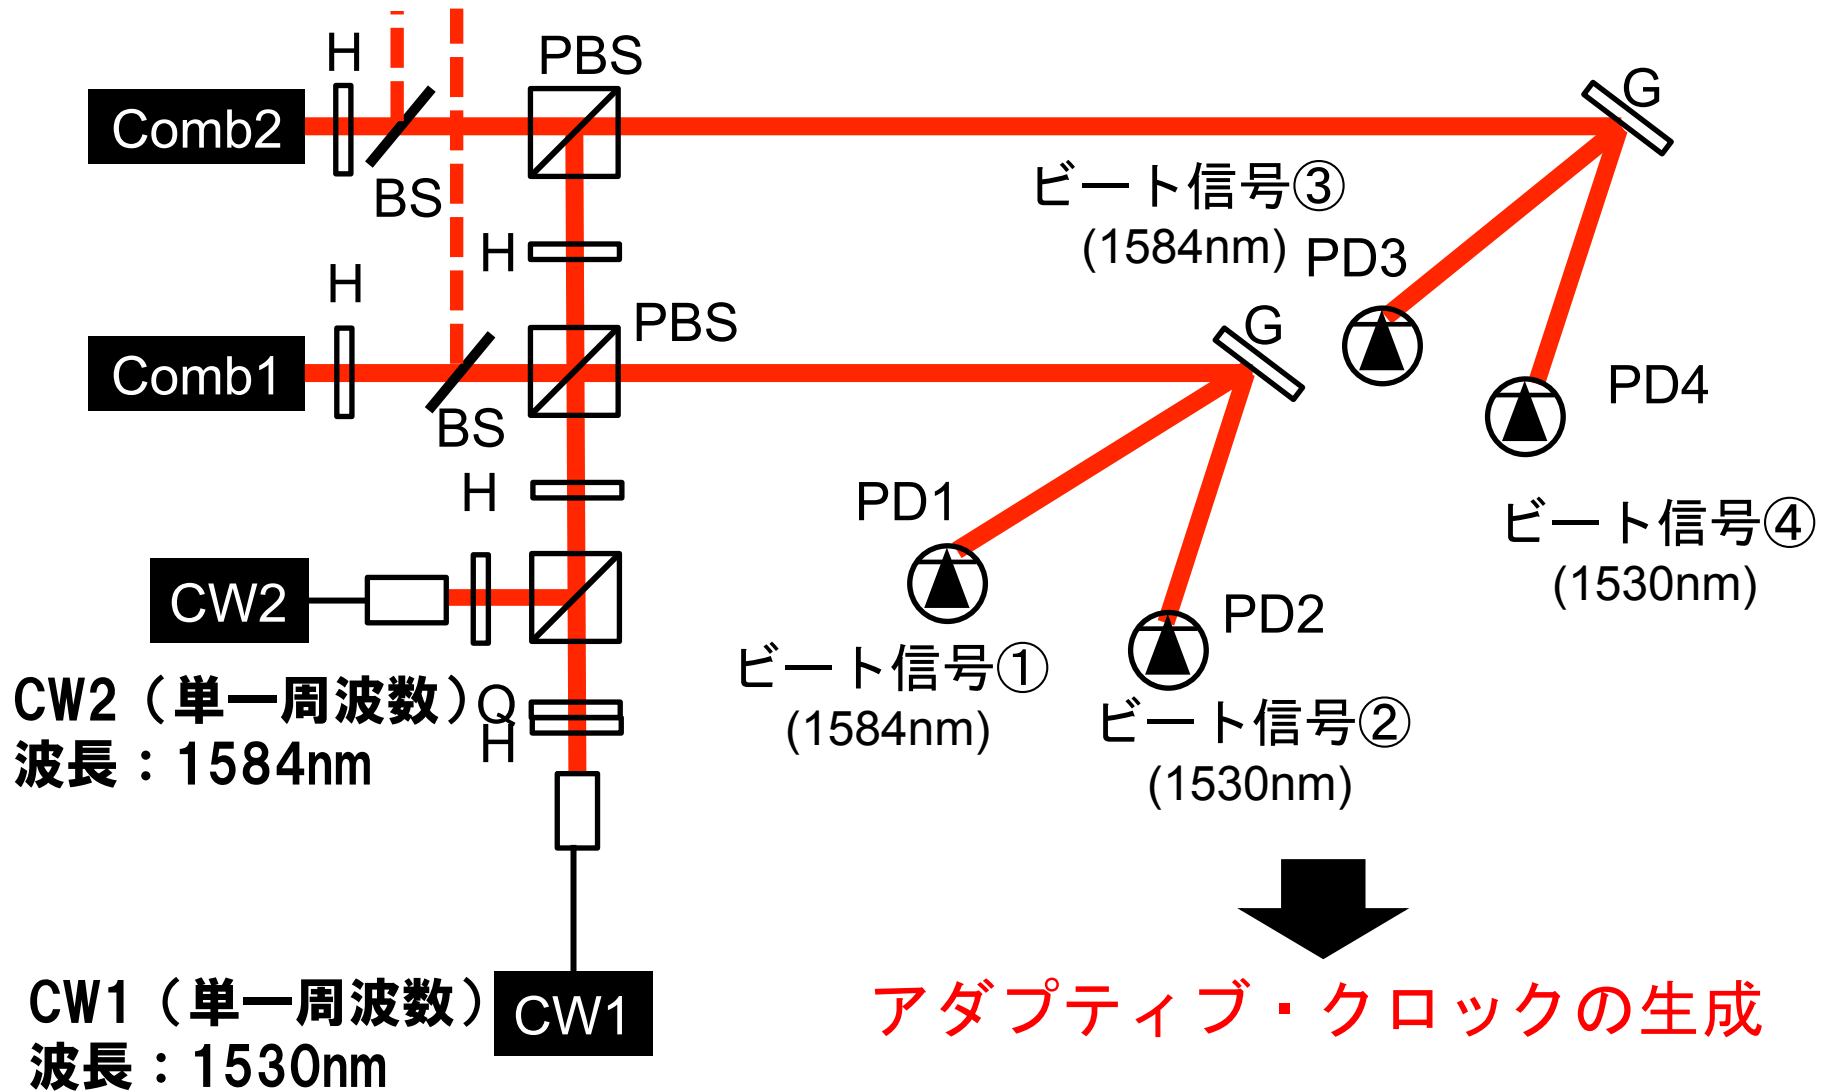 H
PBS
G
Comb2
BS
ビート信号③
(1584nm)
PD3
H
H
PBS
G
Comb1
PD4
BS
H
PD1
ビート信号④
(1530nm)
CW2
PD2
ビート信号①
(1584nm)
CW2（単一周波数）
波長：1584nm
Q
H
ビート信号②
(1530nm)
CW1（単一周波数）
波長：1530nm
CW1
アダプティブ・クロックの生成